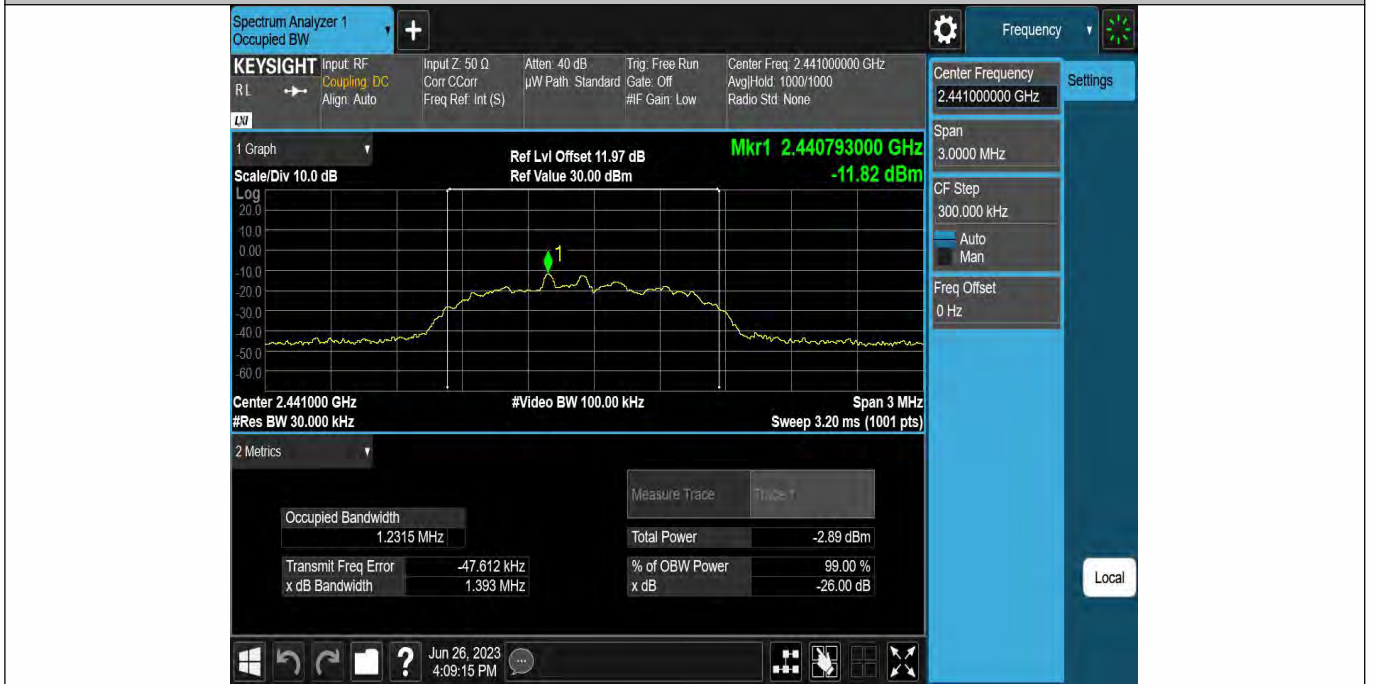 Spectrum Analyzer 1
Occupied BW
+
Frequency
KEYSIGHT
RL
LXI
Input: RF
Coupling: DC
Align: Auto
Input Z: 50 Ω
Corr CCorr
Freq Ref: Int (S)
Atten: 40 dB
µW Path: Standard
Trig: Free Run
Gate: Off
#IF Gain: Low
Center Freq: 2.441000000 GHz
Avg|Hold: 1000/1000
Radio Std: None
Center Frequency
2.441000000 GHz
Settings
Span
3.0000 MHz
CF Step
300.000 kHz
Auto
Man
Freq Offset
0 Hz
Local
1 Graph
Scale/Div 10.0 dB
Ref Lvl Offset 11.97 dB
Ref Value 30.00 dBm
Mkr1 2.440793000 GHz
-11.82 dBm
Log
20.0
10.0
0.00
-10.0
-20.0
-30.0
-40.0
-50.0
-60.0
1
Center 2.441000 GHz
#Video BW 100.00 kHz
Span 3 MHz
#Res BW 30.000 kHz
Sweep 3.20 ms (1001 pts)
2 Metrics
Measure Trace
Trace 1
Occupied Bandwidth
1.2315 MHz
Total Power
-2.89 dBm
Transmit Freq Error
-47.612 kHz
% of OBW Power
99.00 %
x dB Bandwidth
1.393 MHz
x dB
-26.00 dB
?
Jun 26, 2023
4:09:15 PM